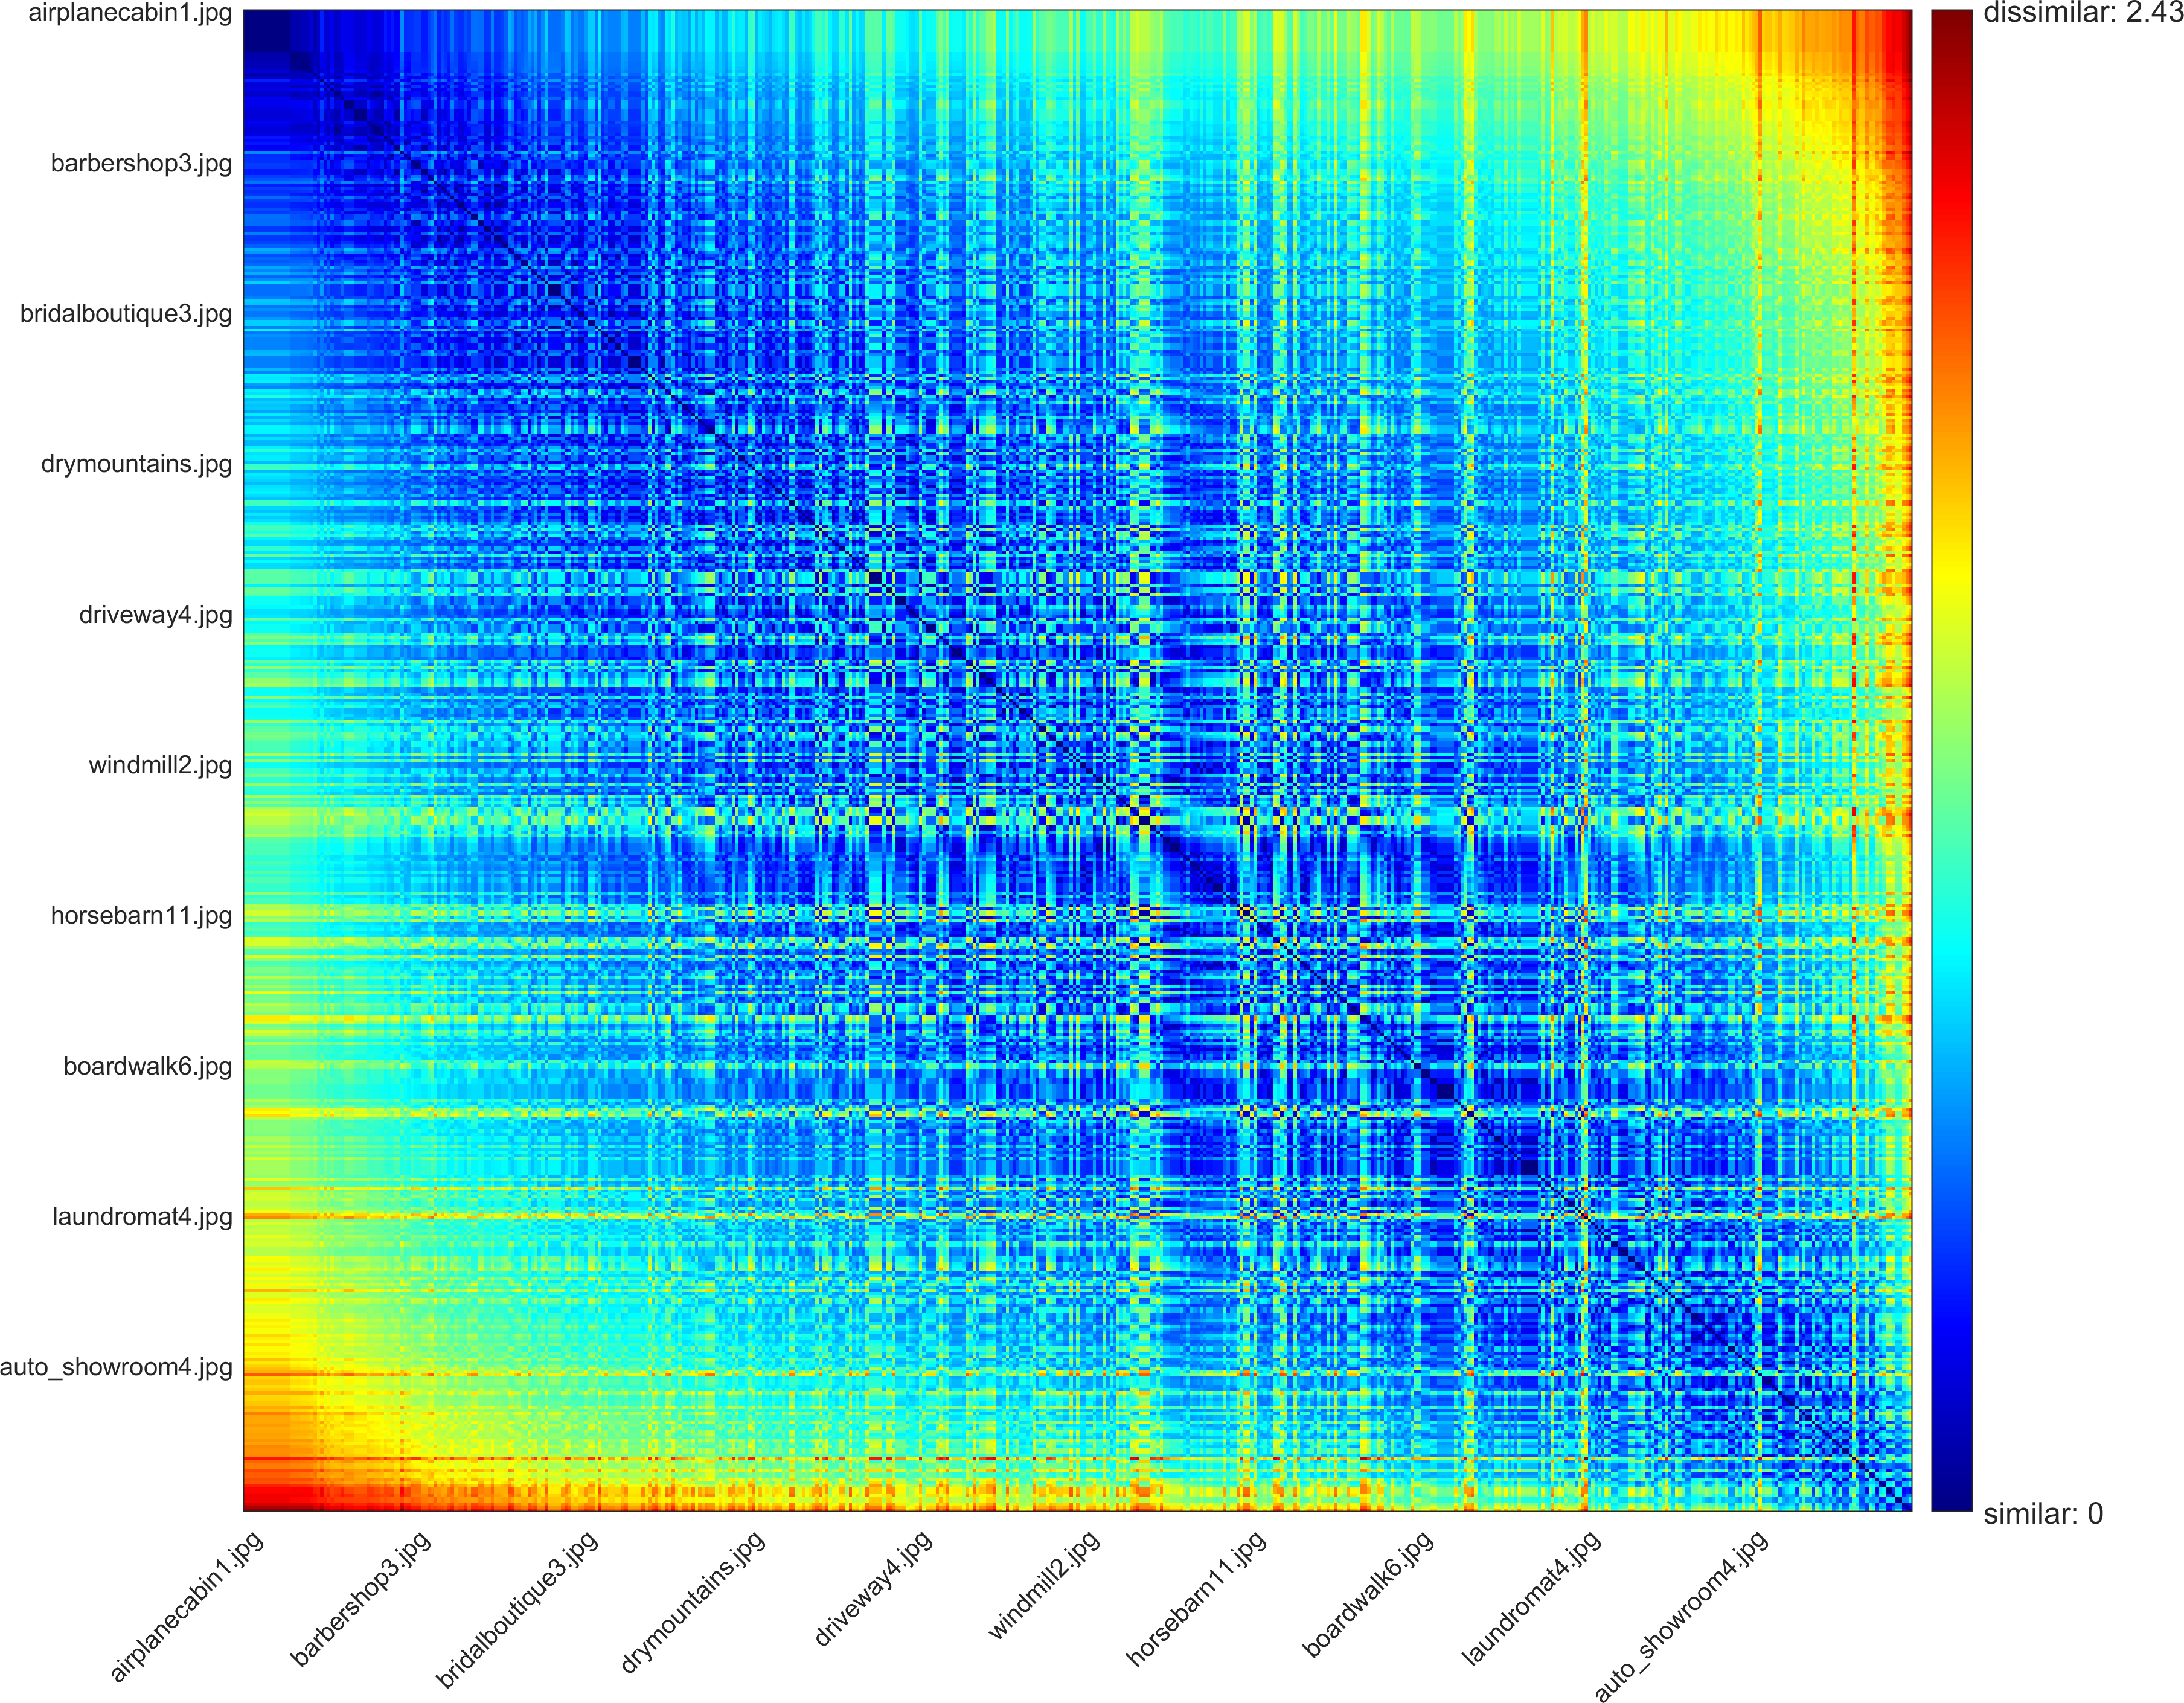 airplanecabin1.jpg
barbershop3.jpg
bridalboutique3.jpg
drymountains.jpg
driveway4.jpg
windmill2.jpg
horsebarn11.jpg
boardwalk6.jpg
laundromat4.jpg
auto_showroom4.jpg
dissimilar: 2.43
similar: 0
airplanecabin1.jpg
barbershop3.jpg
bridalboutique3.jpg
drymountains.jpg
driveway4.jpg
windmill2.jpg
horsebarn11.jpg
boardwalk6.jpg
laundromat4.jpg
auto_showroom4.jpg